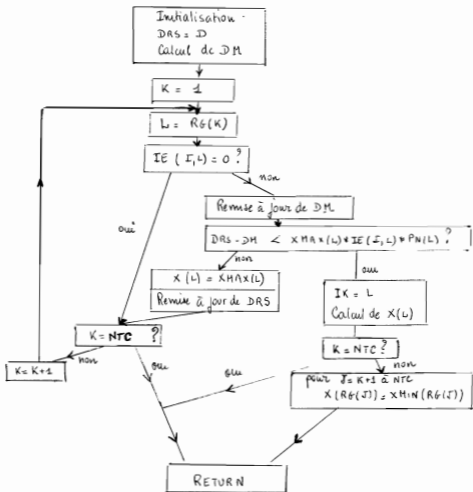 Initialisation.
DRS = D
Calcul de DM
K = 1
L = RG(K)
IE (I,L) = 0 ?
non
oui
Remise à jour de DM
DRS-DM < XMAX(L)*IE(I,L)*PN(L) ?
non
oui
X(L) = XMAX(L)
Remise à jour de DRS
IK = L
Calcul de X(L)
K = NTC ?
K = NTC ?
non
K = K+1
oui
oui
non
pour J = K+1 à NTC
X(RG(J)) = XMIN(RG(J))
RETURN